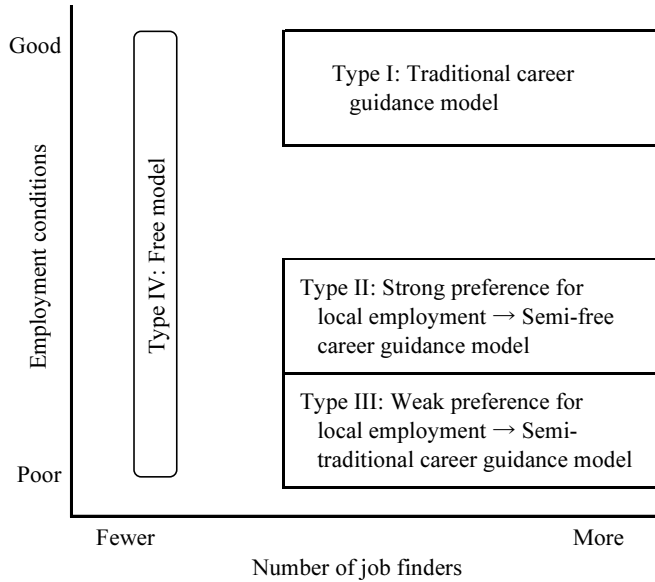 Good
Type I: Traditional career
guidance model
Employment conditions
Type IV: Free model
Type II: Strong preference for
local employment → Semi-free
career guidance model
Type III: Weak preference for
local employment → Semi-
traditional career guidance model
Poor
Fewer
More
Number of job finders